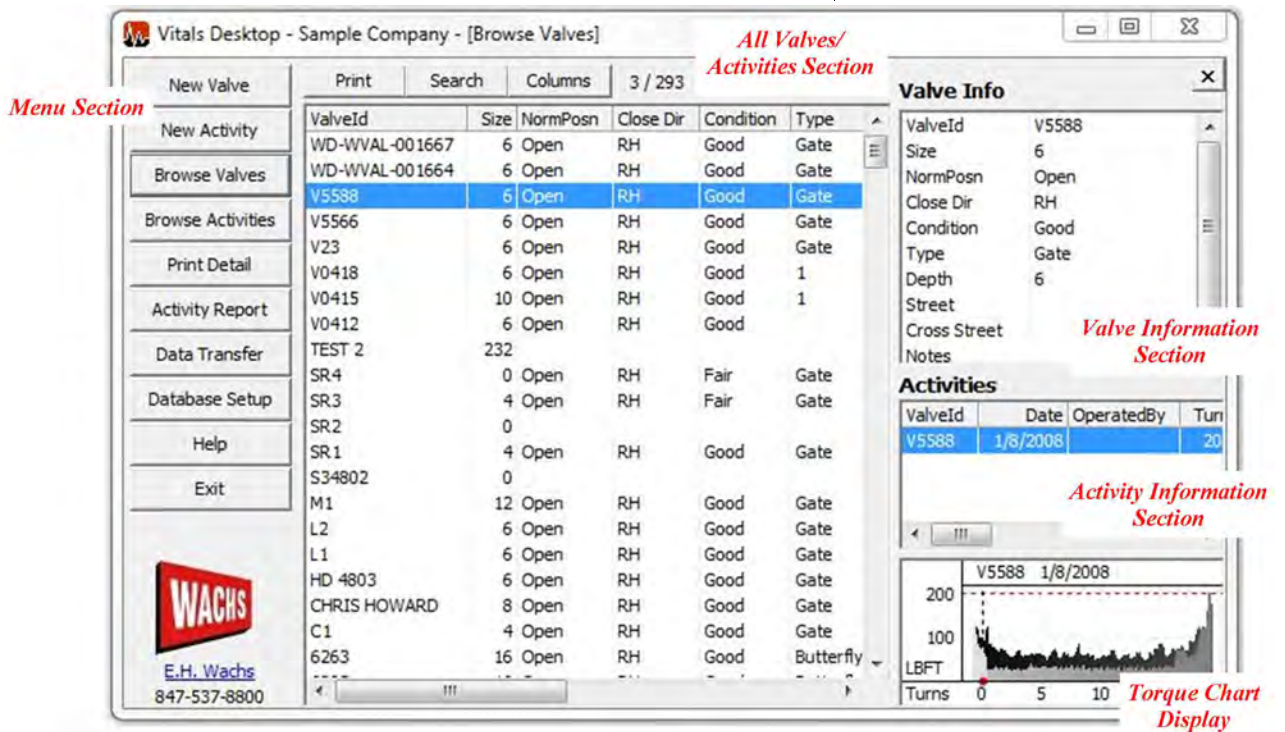 Vitals Desktop - Sample Company - [Browse Valves]
All Valves/
Activities Section
Menu Section
New Valve
New Activity
Browse Valves
Browse Activities
Print Detail
Activity Report
Data Transfer
Database Setup
Help
Exit
WACHS
E.H. Wachs
847-537-8800
Print Search Columns 3 / 293
ValveId Size NormPosn Close Dir Condition Type
WD-WVAL-001667 6 Open RH Good Gate
WD-WVAL-001664 6 Open RH Good Gate
V5588 6 Open RH Good Gate
V5566 6 Open RH Good Gate
V23 6 Open RH Good Gate
V0418 6 Open RH Good 1
V0415 10 Open RH Good 1
V0412 6 Open RH Good
TEST 2 232
SR4 0 Open RH Fair Gate
SR3 4 Open RH Fair Gate
SR2 0
SR1 4 Open RH Good Gate
S34802 0
M1 12 Open RH Good Gate
L2 6 Open RH Good Gate
L1 6 Open RH Good Gate
HD 4803 6 Open RH Good Gate
CHRIS HOWARD 8 Open RH Good Gate
C1 4 Open RH Good Gate
6263 16 Open RH Good Butterfly
Valve Info
ValveId V5588
Size 6
NormPosn Open
Close Dir RH
Condition Good
Type Gate
Depth 6
Street
Cross Street
Notes
Valve Information
Section
Activities
ValveId Date OperatedBy Turn
V5588 1/8/2008 20
Activity Information
Section
V5588 1/8/2008
200
100
LBFT
Turns 0 5 10
Torque Chart
Display